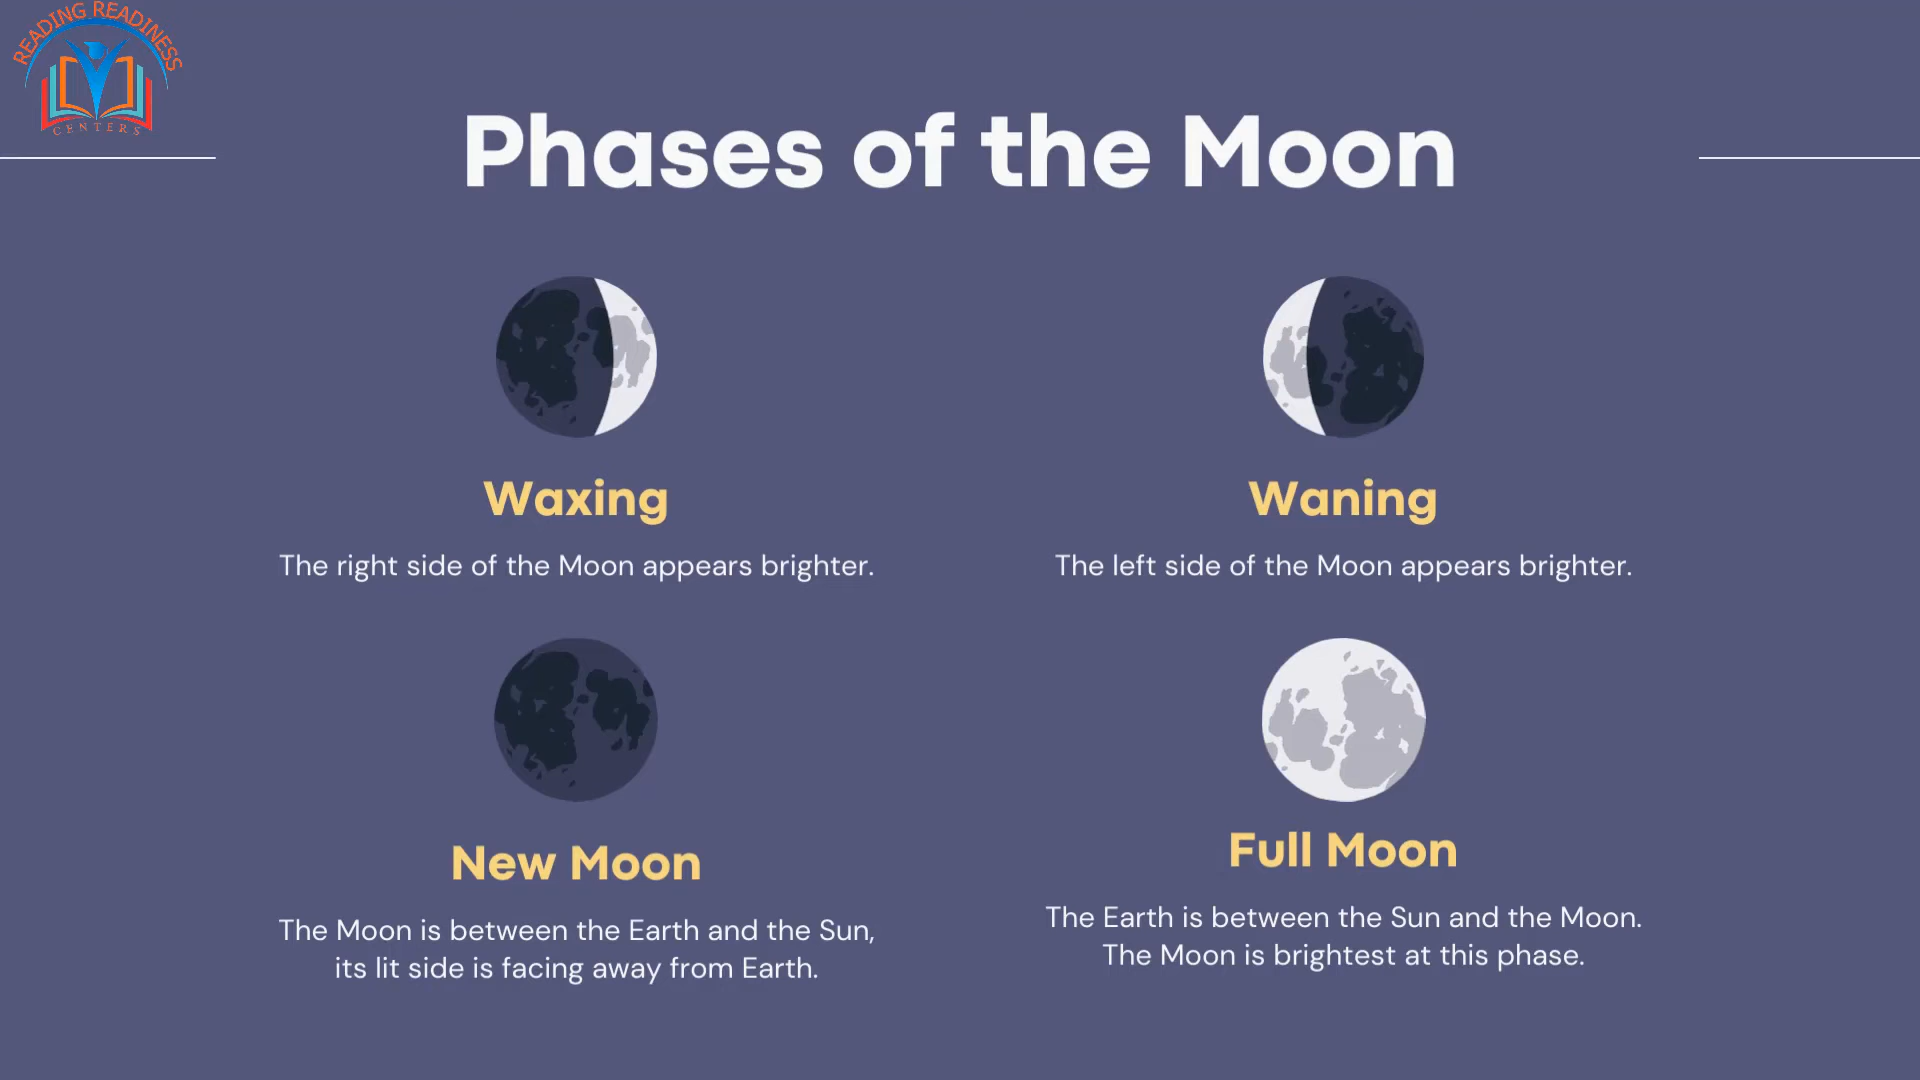 READING READINESS
CENTERS
Phases of the Moon
Waxing
The right side of the Moon appears brighter.
Waning
The left side of the Moon appears brighter.
New Moon
The Moon is between the Earth and the Sun,
its lit side is facing away from Earth.
Full Moon
The Earth is between the Sun and the Moon.
The Moon is brightest at this phase.